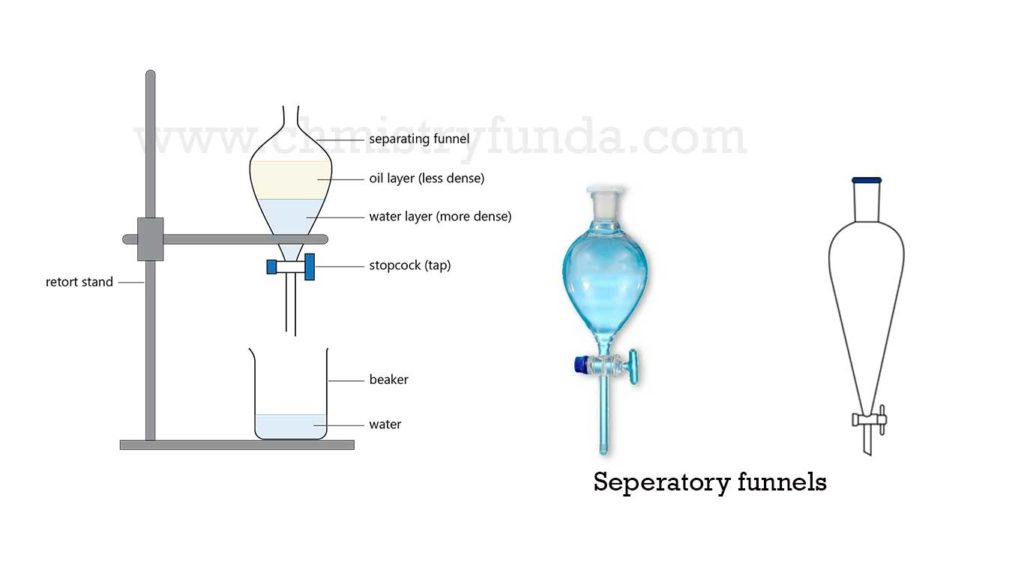 www.chmistryfunda.com
separating funnel
oil layer (less dense)
water layer (more dense)
stopcock (tap)
retort stand
beaker
water
Seperatory funnels